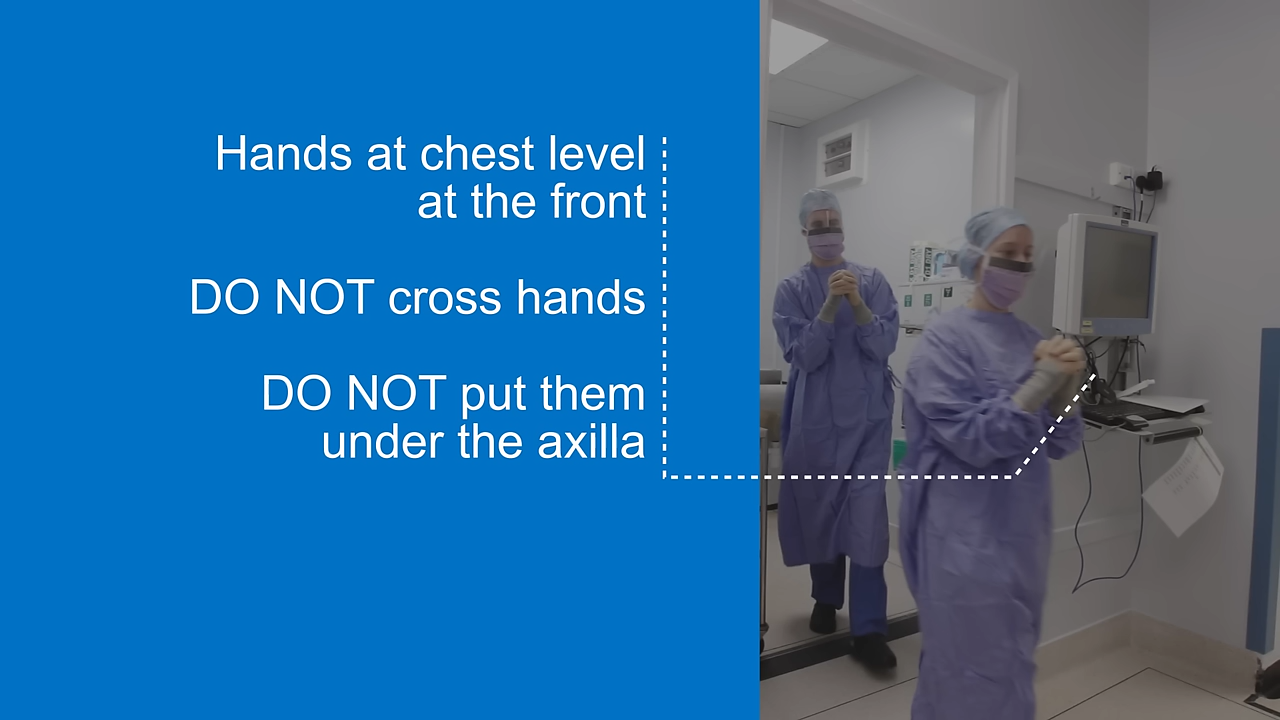 Hands at chest level
at the front
DO NOT cross hands
DO NOT put them
under the axilla